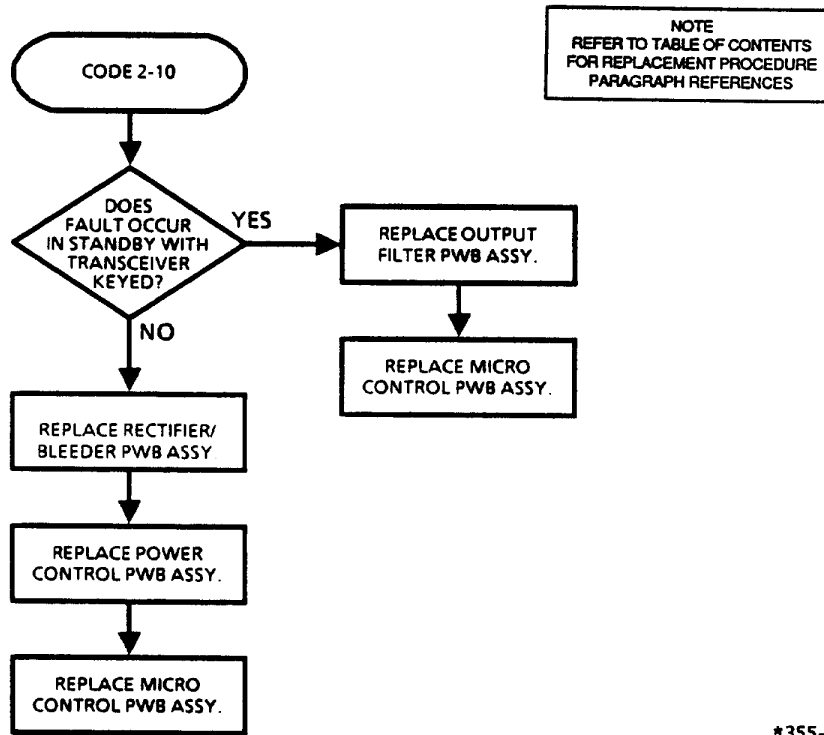 NOTE
REFER TO TABLE OF CONTENTS
FOR REPLACEMENT PROCEDURE
PARAGRAPH REFERENCES
CODE 2-10
DOES
FAULT OCCUR
IN STANDBY WITH
TRANSCEIVER
KEYED?
YES
REPLACE OUTPUT
FILTER PWB ASSY.
REPLACE MICRO
CONTROL PWB ASSY.
NO
REPLACE RECTIFIER/
BLEEDER PWB ASSY.
REPLACE POWER
CONTROL PWB ASSY.
REPLACE MICRO
CONTROL PWB ASSY.
*355-